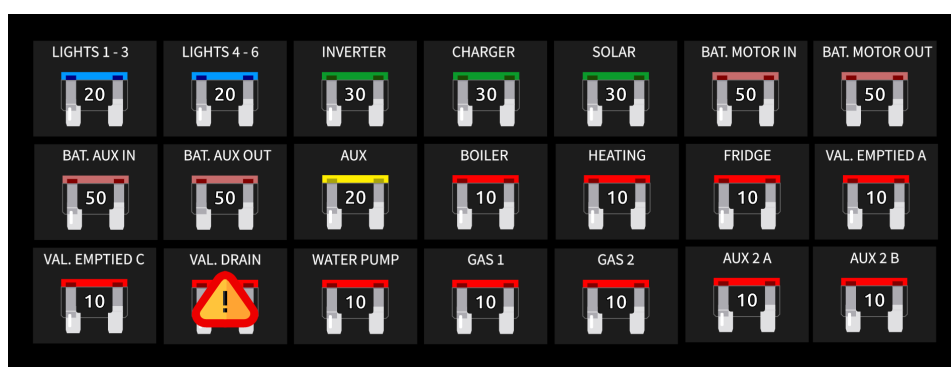 LIGHTS 1 - 3
20
LIGHTS 4 - 6
20
INVERTER
30
CHARGER
30
SOLAR
30
BAT. MOTOR IN
50
BAT. MOTOR OUT
50
BAT. AUX IN
50
BAT. AUX OUT
50
AUX
20
BOILER
10
HEATING
10
FRIDGE
10
VAL. EMPTIED A
10
VAL. EMPTIED C
10
VAL. DRAIN
!
WATER PUMP
10
GAS 1
10
GAS 2
10
AUX 2 A
10
AUX 2 B
10